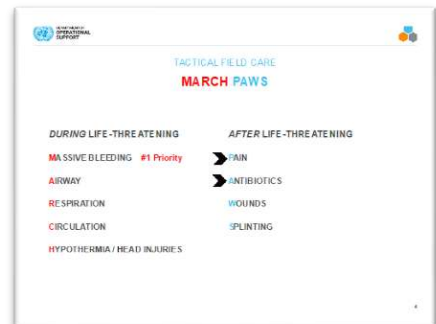 DEPARTMENT OF
OPERATIONAL
SUPPORT
TACTICAL FIELD CARE
MARCH PAWS
DURING LIFE-THREATENING
MASSIVE BLEEDING #1 Priority
AIRWAY
RESPIRATION
CIRCULATION
HYPOTHERMIA / HEAD INJURIES
AFTER LIFE-THREATENING
PAIN
ANTIBIOTICS
WOUNDS
SPLINTING